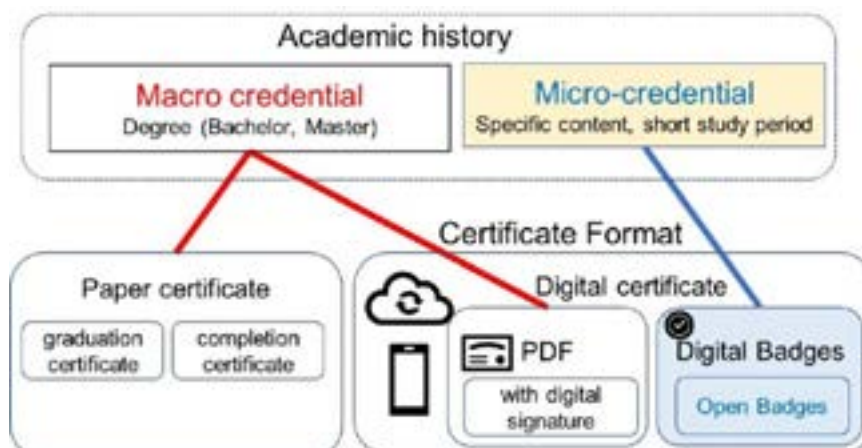 Academic history
Macro credential
Degree (Bachelor, Master)
Micro-credential
Specific content, short study period
Certificate Format
Paper certificate
graduation
certificate
completion
certificate
Digital certificate
PDF
with digital
signature
Digital Badges
Open Badges